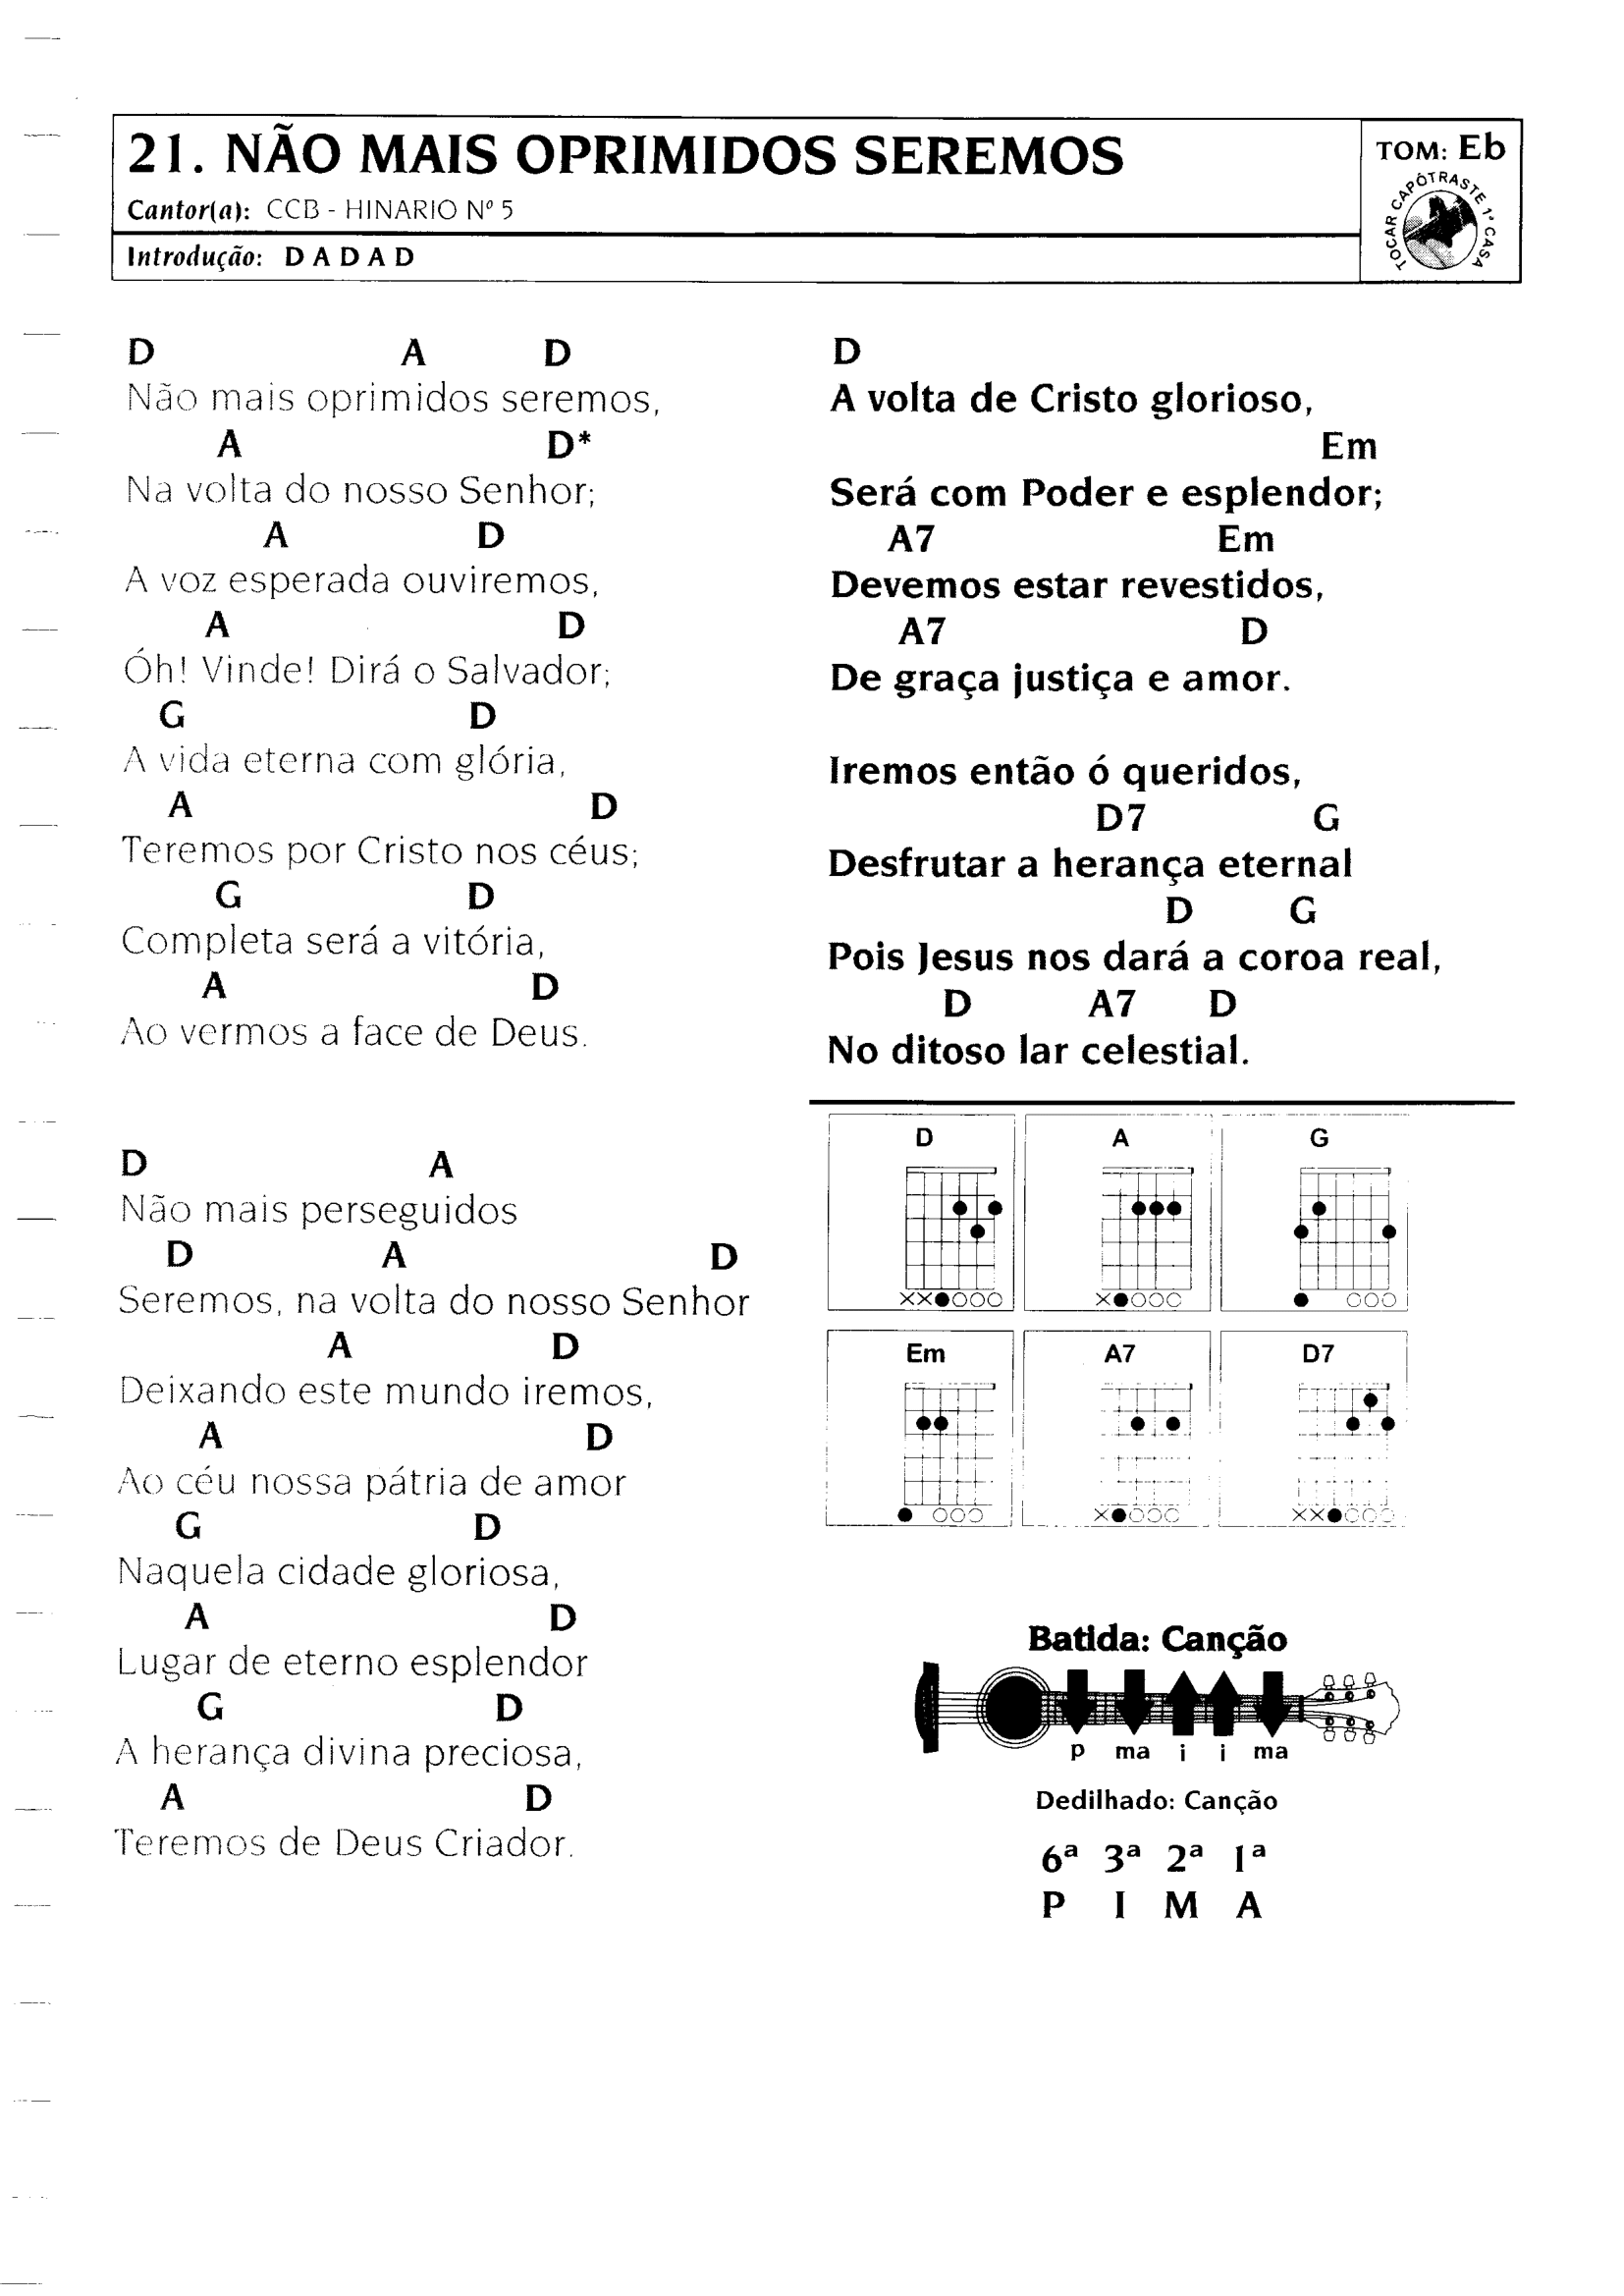 21. NÃO MAIS OPRIMIDOS SEREMOS
Cantor(a): CCB - HINARIO Nº 5
Introdução: D A D A D
TOM: Eb
TOCAR CAPÔTRASTE 1ª CASA
D A D
Não mais oprimidos seremos,
A D*
Na volta do nosso Senhor;
A D
A voz esperada ouviremos,
A D
Óh! Vinde! Dirá o Salvador;
G D
A vida eterna com glória,
A D
Teremos por Cristo nos céus;
G D
Completa será a vitória,
A D
Ao vermos a face de Deus.
D A
Não mais perseguidos
D A D
Seremos, na volta do nosso Senhor
A D
Deixando este mundo iremos,
A D
Ao céu nossa pátria de amor
G D
Naquela cidade gloriosa,
A D
Lugar de eterno esplendor
G D
A herança divina preciosa,
A D
Teremos de Deus Criador.
D
A volta de Cristo glorioso,
Em
Será com Poder e esplendor;
A7 Em
Devemos estar revestidos,
A7 D
De graça justiça e amor.
Iremos então ó queridos,
D7 G
Desfrutar a herança eternal
D G
Pois Jesus nos dará a coroa real,
D A7 D
No ditoso lar celestial.
D A G
Em A7 D7
Batida: Canção
p ma i i ma
Dedilhado: Canção
6ª 3ª 2ª 1ª
P I M A